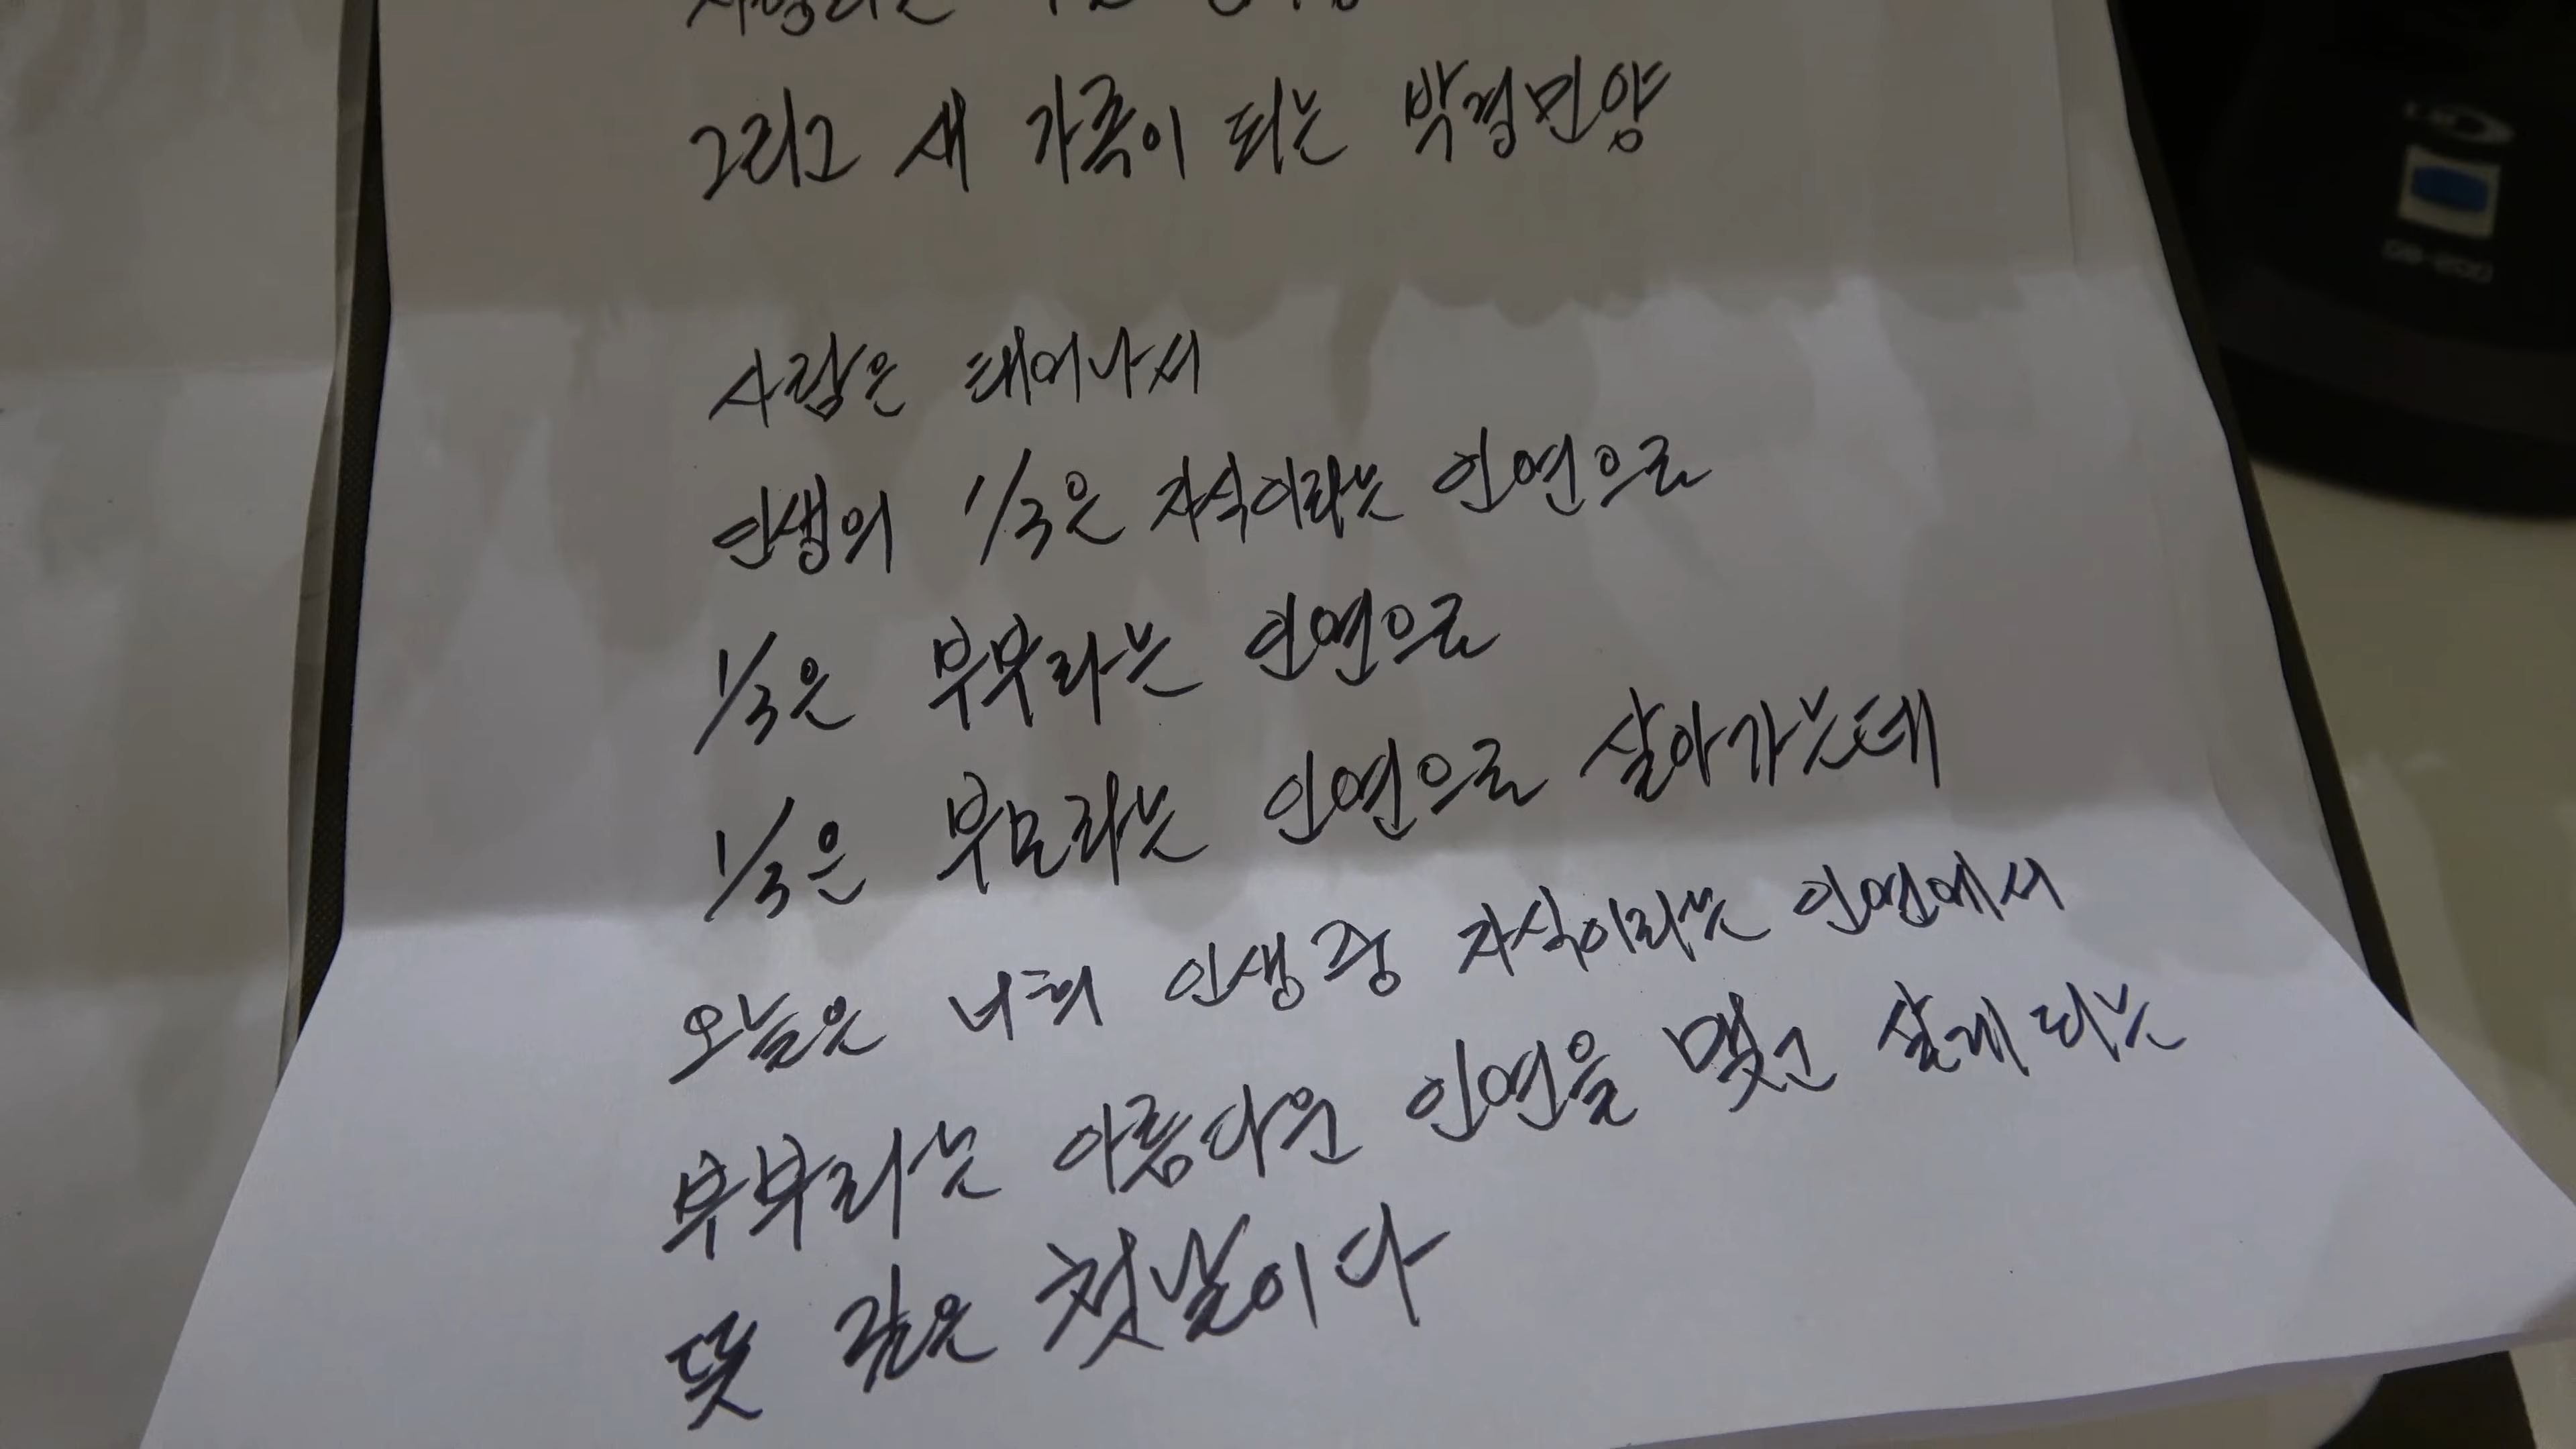 그리고 새 가족이 되는 박경민양
사람은 태어나서
인생의 1/3은 자식이라는 인연으로
1/3은 부부라는 인연으로
1/3은 부모라는 인연으로 살아가는데
오늘은 너희 인생중 자식이라는 인연에서
부부라는 아름다운 인연을 맺고 살게 되는
뜻 깊은 첫날이다